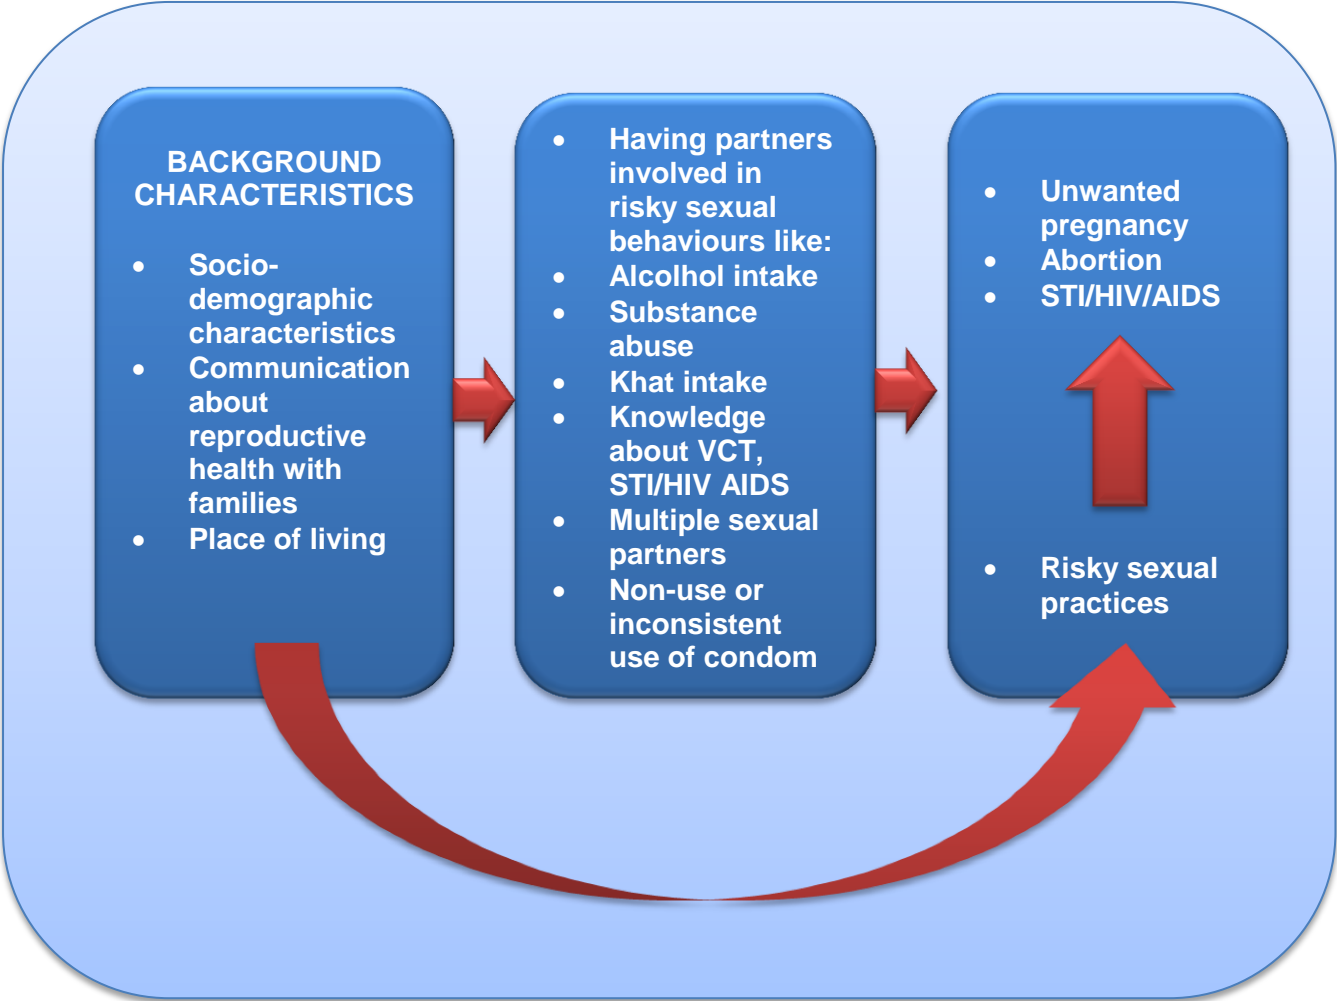 BACKGROUND
CHARACTERISTICS
• Socio-
demographic
characteristics
• Communication
about
reproductive
health with
families
• Place of living
• Having partners
involved in
risky sexual
behaviours like:
• Alcolhol intake
• Substance
abuse
• Khat intake
• Knowledge
about VCT,
STI/HIV AIDS
• Multiple sexual
partners
• Non-use or
inconsistent
use of condom
• Unwanted
pregnancy
• Abortion
• STI/HIV/AIDS
• Risky sexual
practices